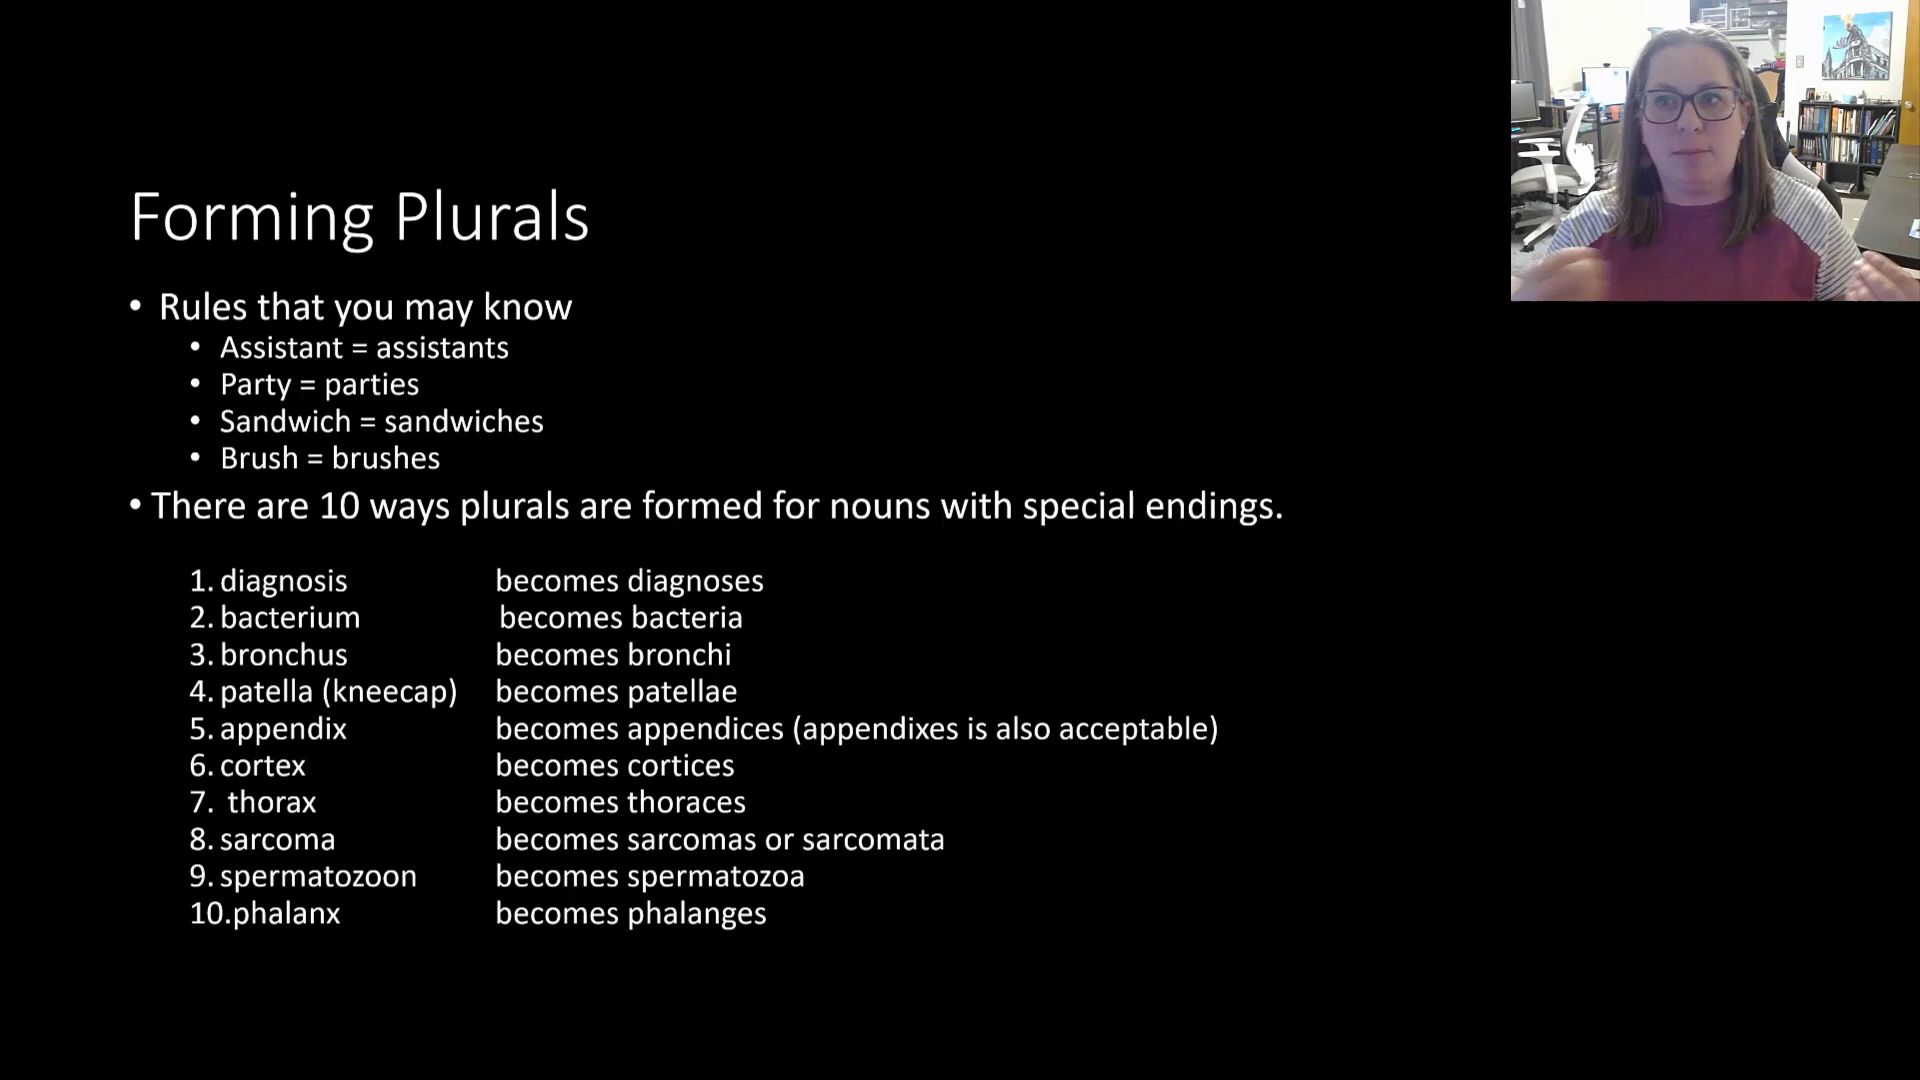 Forming Plurals
• Rules that you may know
• Assistant = assistants
• Party = parties
• Sandwich = sandwiches
• Brush = brushes
• There are 10 ways plurals are formed for nouns with special endings.
1. diagnosis becomes diagnoses
2. bacterium becomes bacteria
3. bronchus becomes bronchi
4. patella (kneecap) becomes patellae
5. appendix becomes appendices (appendixes is also acceptable)
6. cortex becomes cortices
7. thorax becomes thoraces
8. sarcoma becomes sarcomas or sarcomata
9. spermatozoon becomes spermatozoa
10.phalanx becomes phalanges